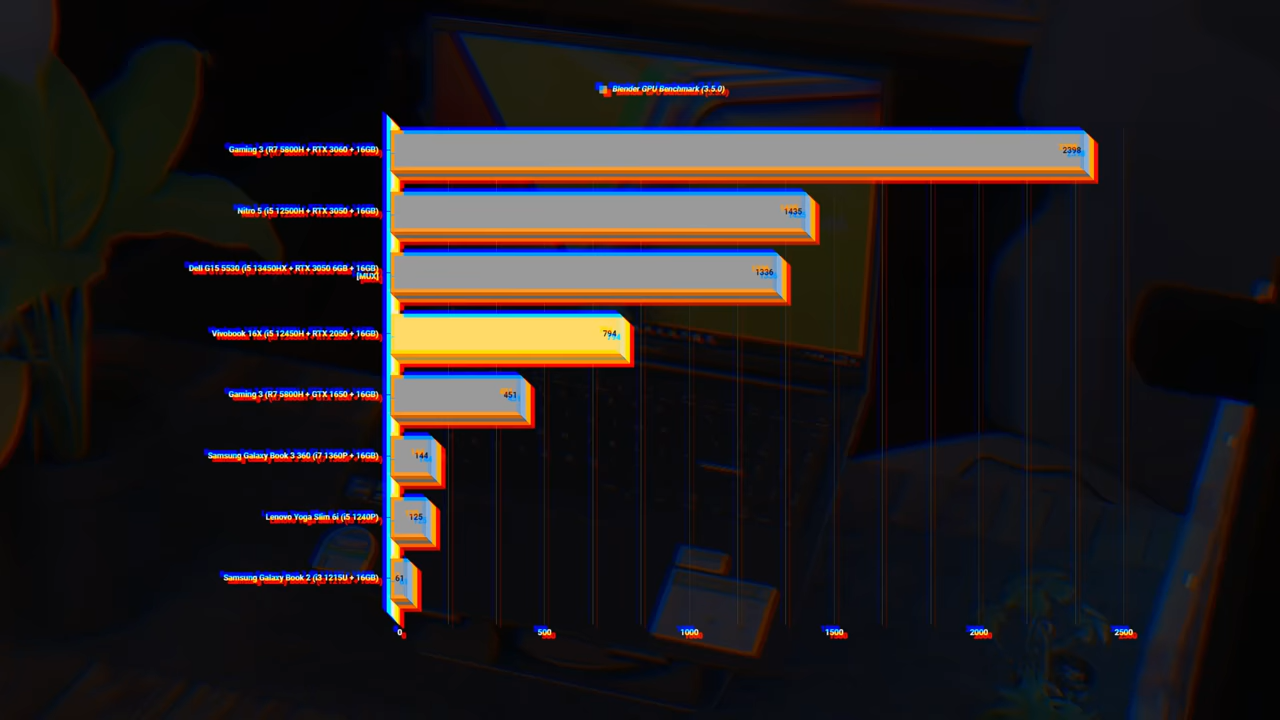 Blender GPU Benchmark (3.5.0)
Gaming 3 (R7 5800H + RTX 3060 + 16GB)
2398
Nitro 5 (i5 12500H + RTX 3050 + 16GB)
1435
Dell G15 5530 (i5 13450HX + RTX 3050 6GB + 16GB)
[MUX]
1336
Vivobook 16X (i5 12450H + RTX 2050 + 16GB)
794
Gaming 3 (R7 5800H + GTX 1650 + 16GB)
451
Samsung Galaxy Book 3 360 (i7 1360P + 16GB)
144
Lenovo Yoga Slim 6i (i5 1240P)
125
Samsung Galaxy Book 2 (i3 1215U + 16GB)
61
0 500 1000 1500 2000 2500